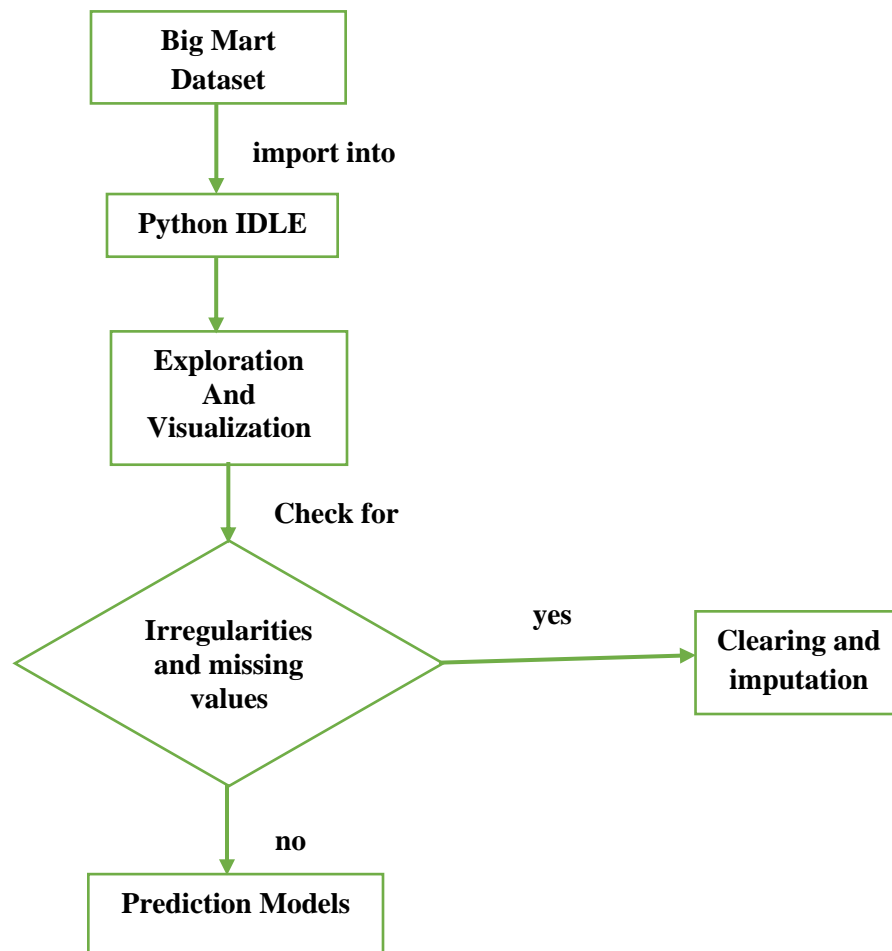 Big Mart
Dataset
import into
Python IDLE
Exploration
And
Visualization
Check for
Irregularities
and missing
values
yes
Clearing and
imputation
no
Prediction Models